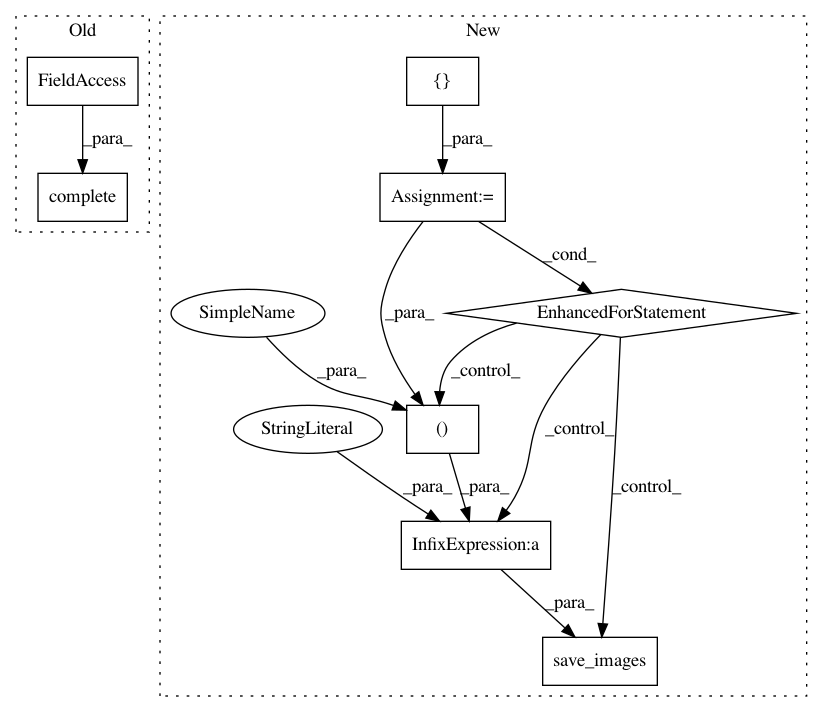 Old
New
FieldAccess
{}
_para_
_para_
complete
Assignment:=
_cond_
SimpleName
_para_
EnhancedForStatement
_para_
_control_
StringLiteral
()
_control_
_para_
_para_
_control_
InfixExpression:a
_para_
save_images